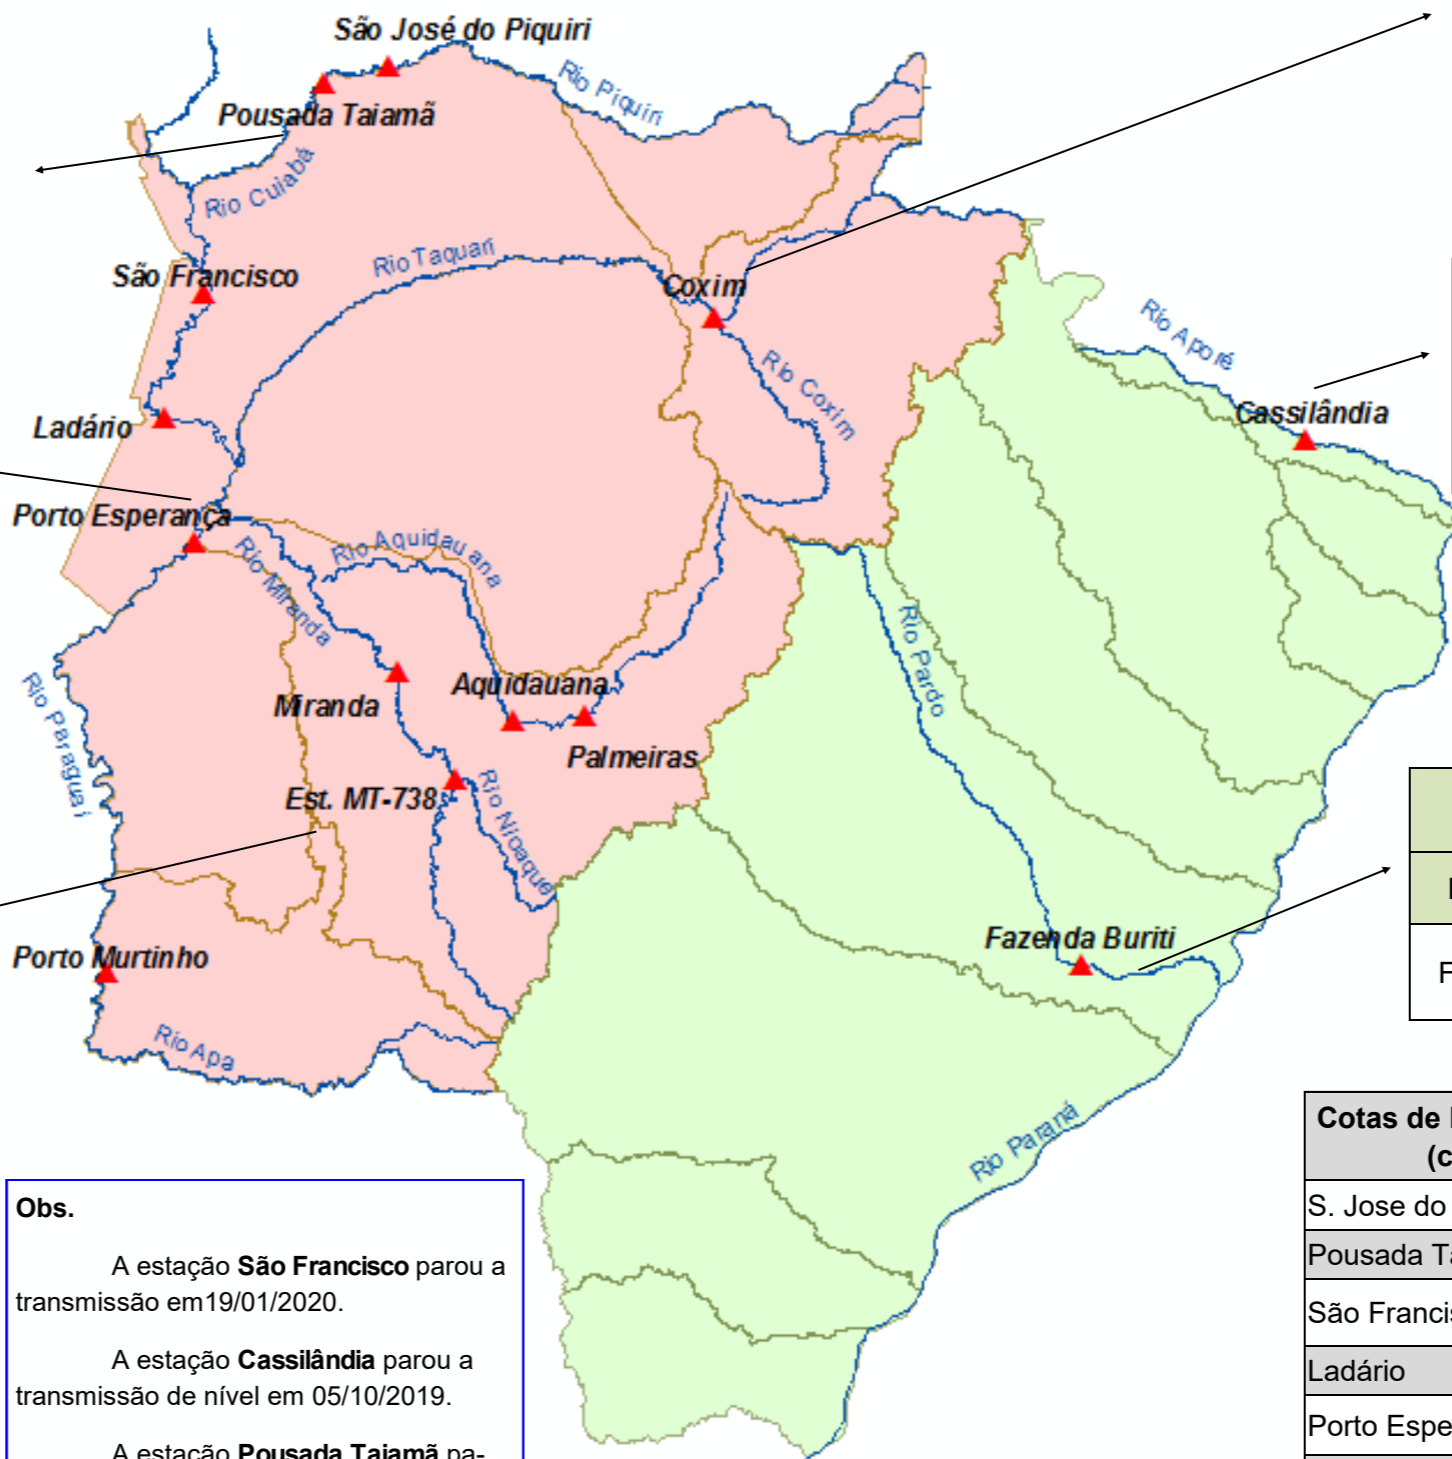 São José do Piquiri
Rio Piquiri
Pousada Taiamã
Rio Cuiabá
Rio Taquari
São Francisco
Coxim
Rio Aporé
Rio Coxim
Cassilândia
Ladário
Porto Esperança
Rio Aquidauana
Rio Miranda
Rio Pardo
Aquidauana
Miranda
Rio Paraguai
Palmeiras
Est. MT-738
Rio Nioaque
Fazenda Buriti
Porto Murtinho
Rio Apa
Rio Paraná
Cotas de
(c
S. Jose do
Pousada Ta
São Francis
Ladário
Porto Espe
Obs.
A estação São Francisco parou a
transmissão em19/01/2020.
A estação Cassilândia parou a
transmissão de nível em 05/10/2019.
A estação Pousada Taiamã pa-